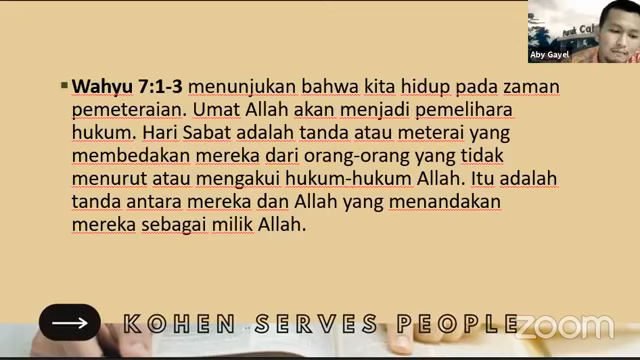 Aby Gayel
Wahyu 7:1-3 menunjukan bahwa kita hidup pada zaman
pemeteraian. Umat Allah akan menjadi pemelihara
hukum. Hari Sabat adalah tanda atau meterai yang
membedakan mereka dari orang-orang yang tidak
menurut atau mengakui hukum-hukum Allah. Itu adalah
tanda antara mereka dan Allah yang menandakan
mereka sebagai milik Allah.
KOHEN SERVES PEOPLE
zoom